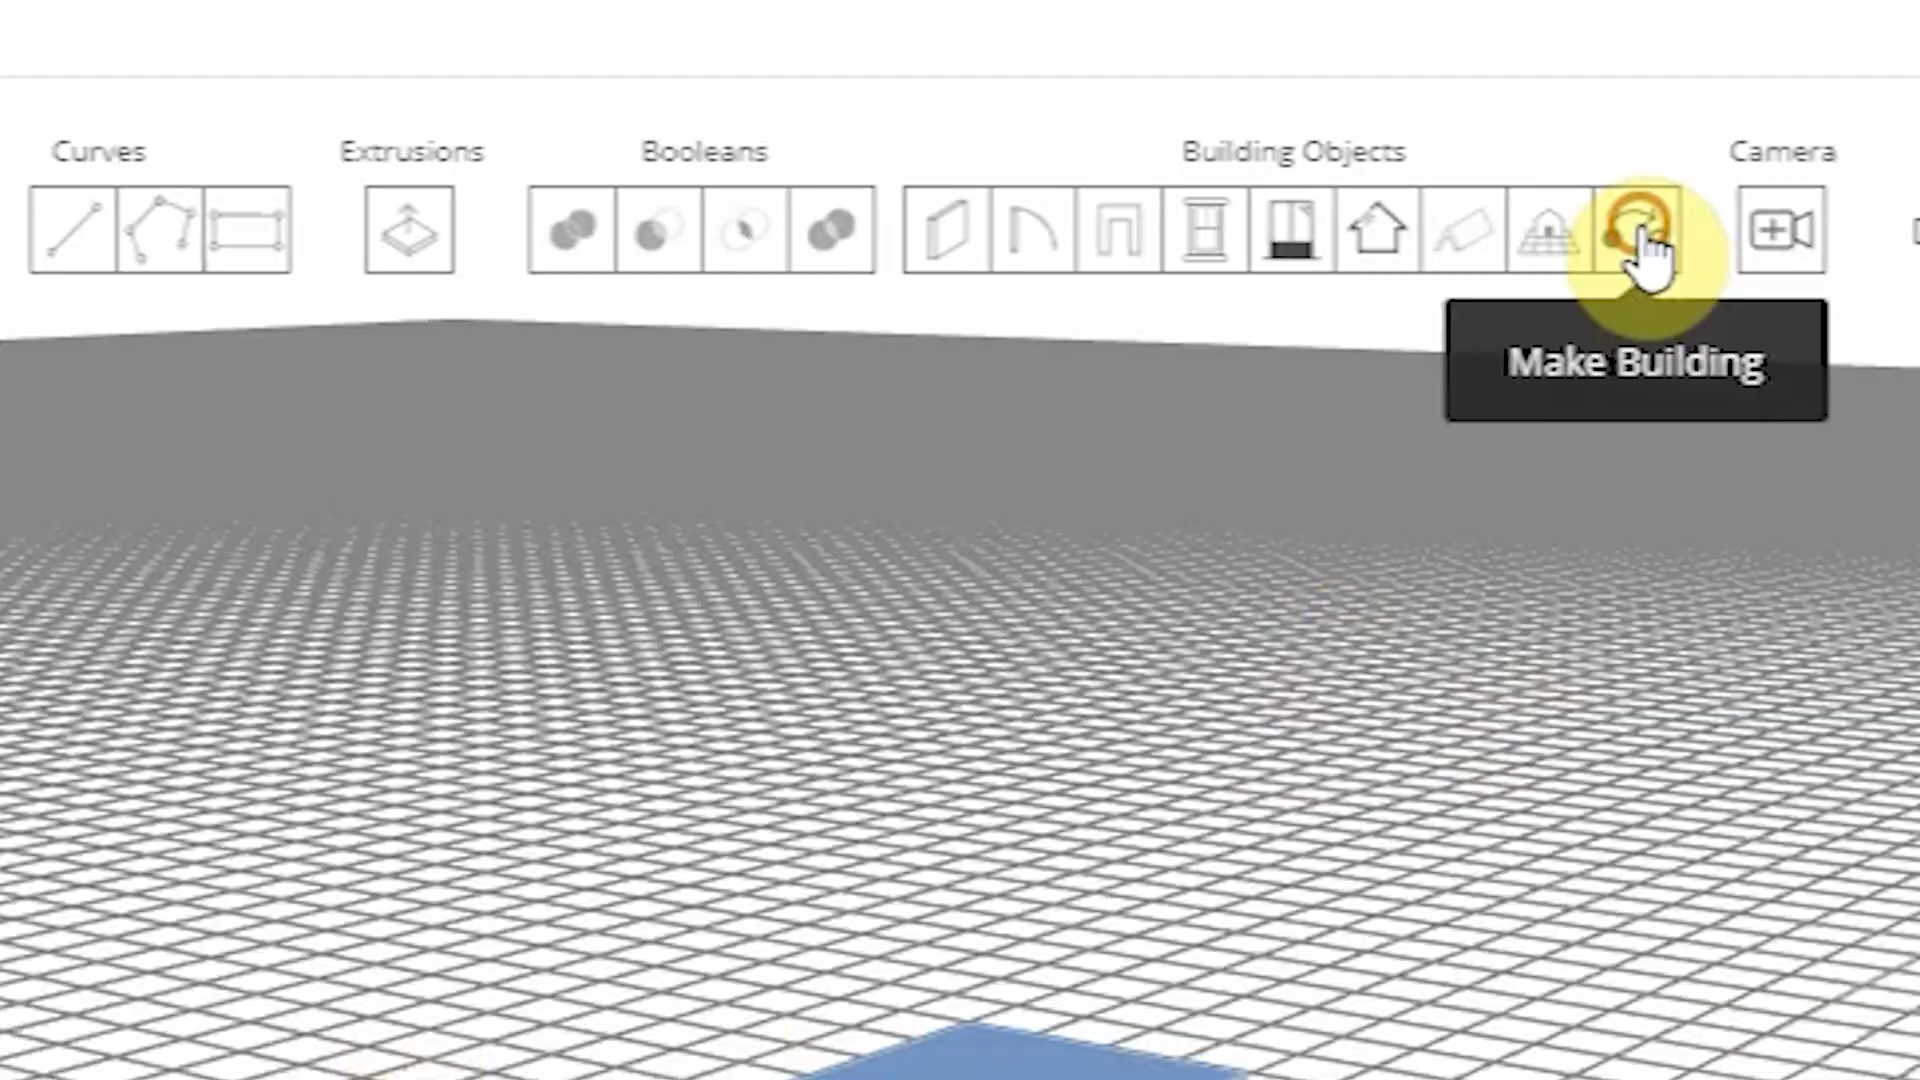 Curves
Extrusions
Booleans
Building Objects
Camera
Make Building